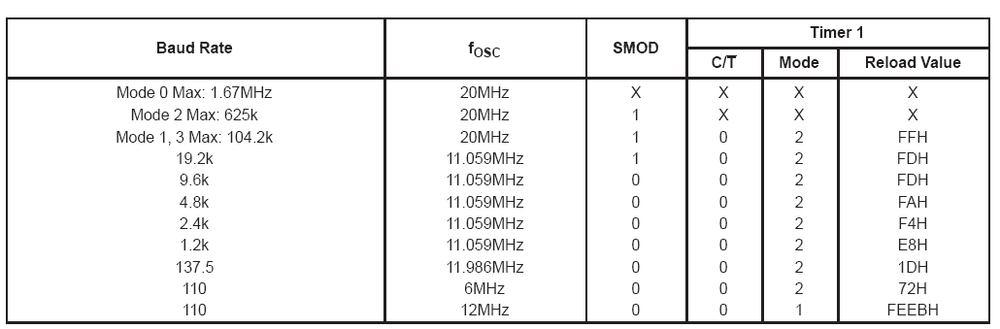 Baud Rate fOSC SMOD Timer 1
C/T̅ Mode Reload Value
Mode 0 Max: 1.67MHz 20MHz X X X X
Mode 2 Max: 625k 20MHz 1 X X X
Mode 1, 3 Max: 104.2k 20MHz 1 0 2 FFH
19.2k 11.059MHz 1 0 2 FDH
9.6k 11.059MHz 0 0 2 FDH
4.8k 11.059MHz 0 0 2 FAH
2.4k 11.059MHz 0 0 2 F4H
1.2k 11.059MHz 0 0 2 E8H
137.5 11.986MHz 0 0 2 1DH
110 6MHz 0 0 2 72H
110 12MHz 0 0 1 FEEBH